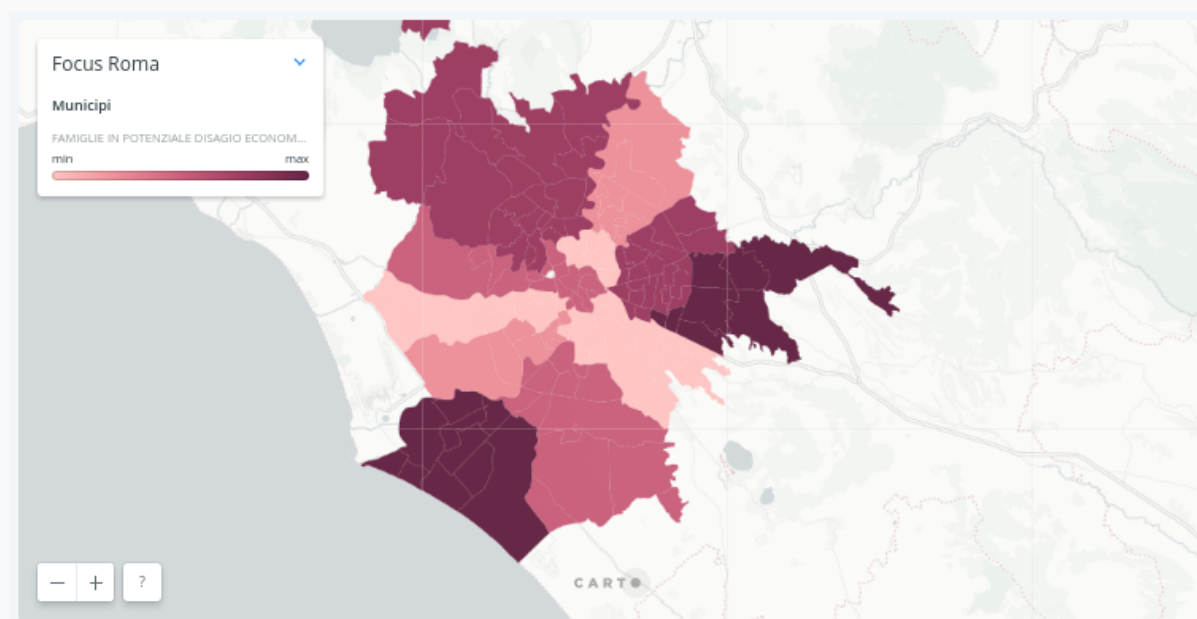 Focus Roma
Municipi
FAMIGLIE IN POTENZIALE DISAGIO ECONOM...
min max
− + ?
CARTO